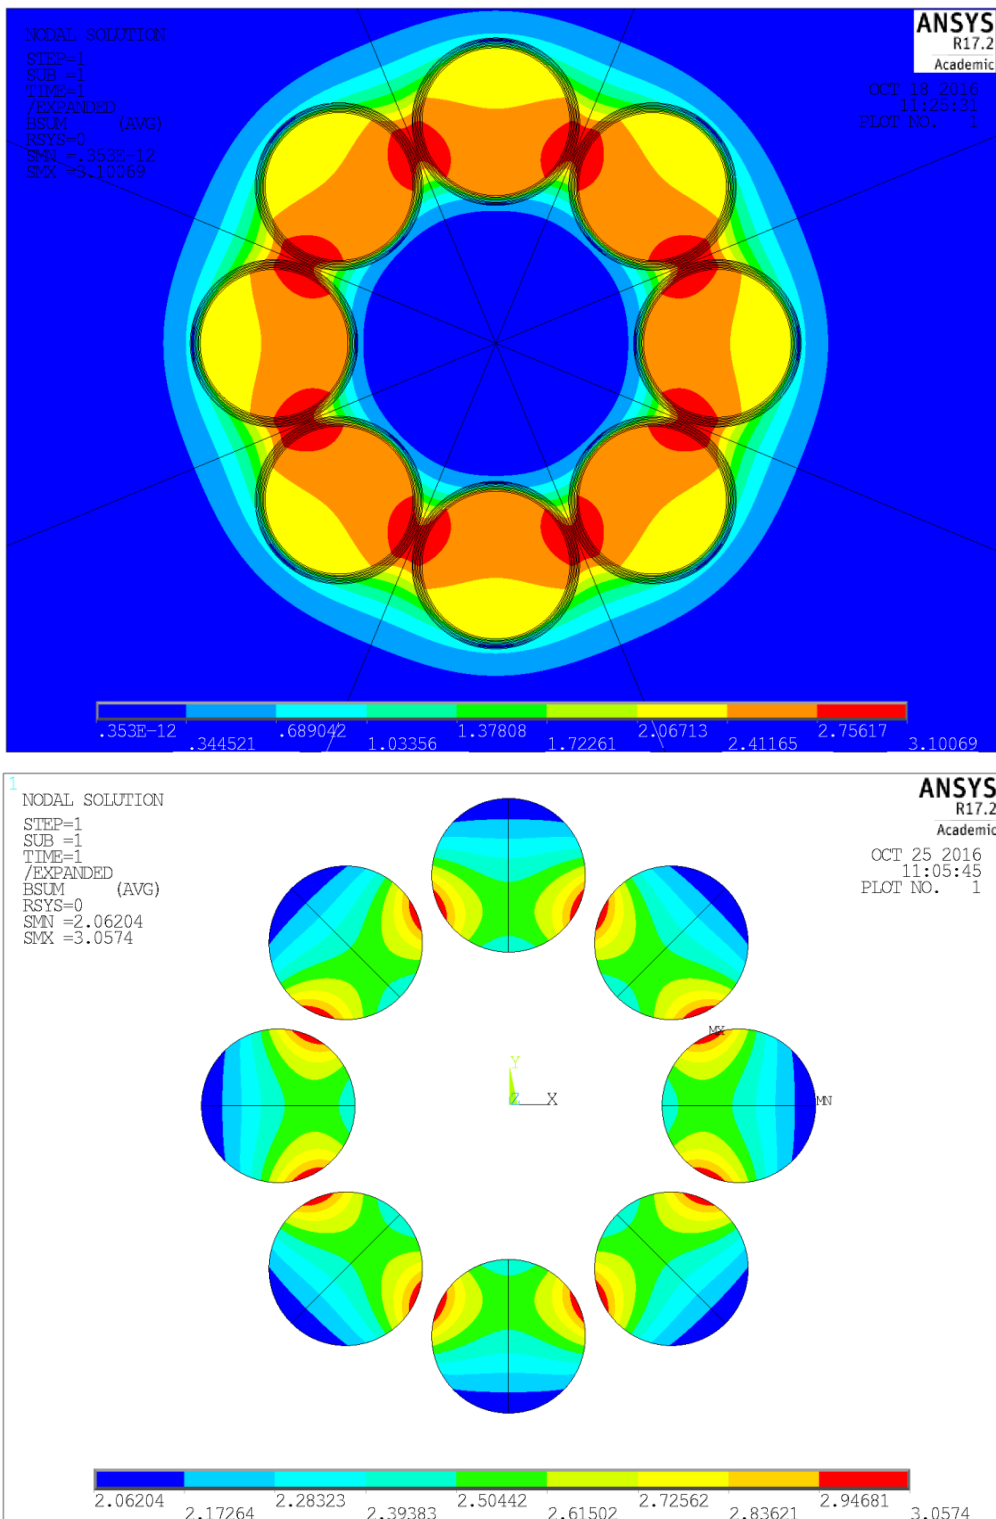 NODAL SOLUTION
STEP=1
SUB =1
TIME=1
/EXPANDED
BSUM (AVG)
RSYS=0
SMN =.353E-12
SMX =3.10069
ANSYS
R17.2
Academic
OCT 18 2016
11:25:21
PLOT NO. 1
.353E-12 .689042 1.37808 2.06713 2.75617
.344521 1.03356 1.72261 2.41165 3.10069
1
NODAL SOLUTION
STEP=1
SUB =1
TIME=1
/EXPANDED
BSUM (AVG)
RSYS=0
SMN =2.06204
SMX =3.0574
ANSYS
R17.2
Academic
OCT 25 2016
11:05:45
PLOT NO. 1
MX
Y
Z X
MN
2.06204 2.28323 2.50442 2.72562 2.94681
2.17264 2.39383 2.61502 2.83621 3.0574